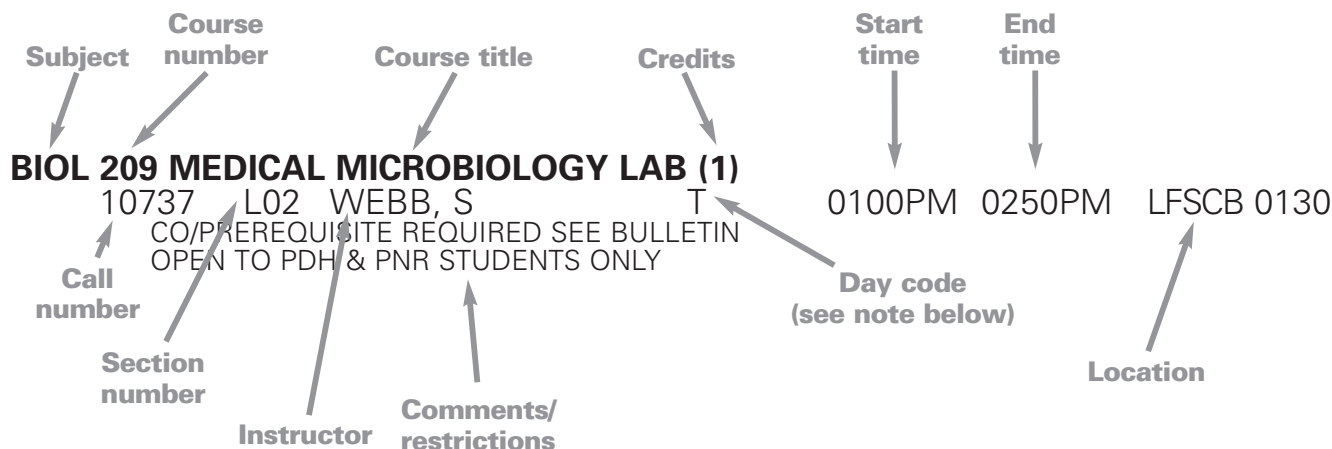 Course
number
Start
time
End
time
Subject
Course title
Credits
BIOL 209 MEDICAL MICROBIOLOGY LAB (1)
10737 L02 WEBB, S T 0100PM 0250PM LFSCB 0130
CO/PREREQUISITE REQUIRED SEE BULLETIN
OPEN TO PDH & PNR STUDENTS ONLY
Call
number
Day code
(see note below)
Section
number
Location
Instructor
Comments/
restrictions